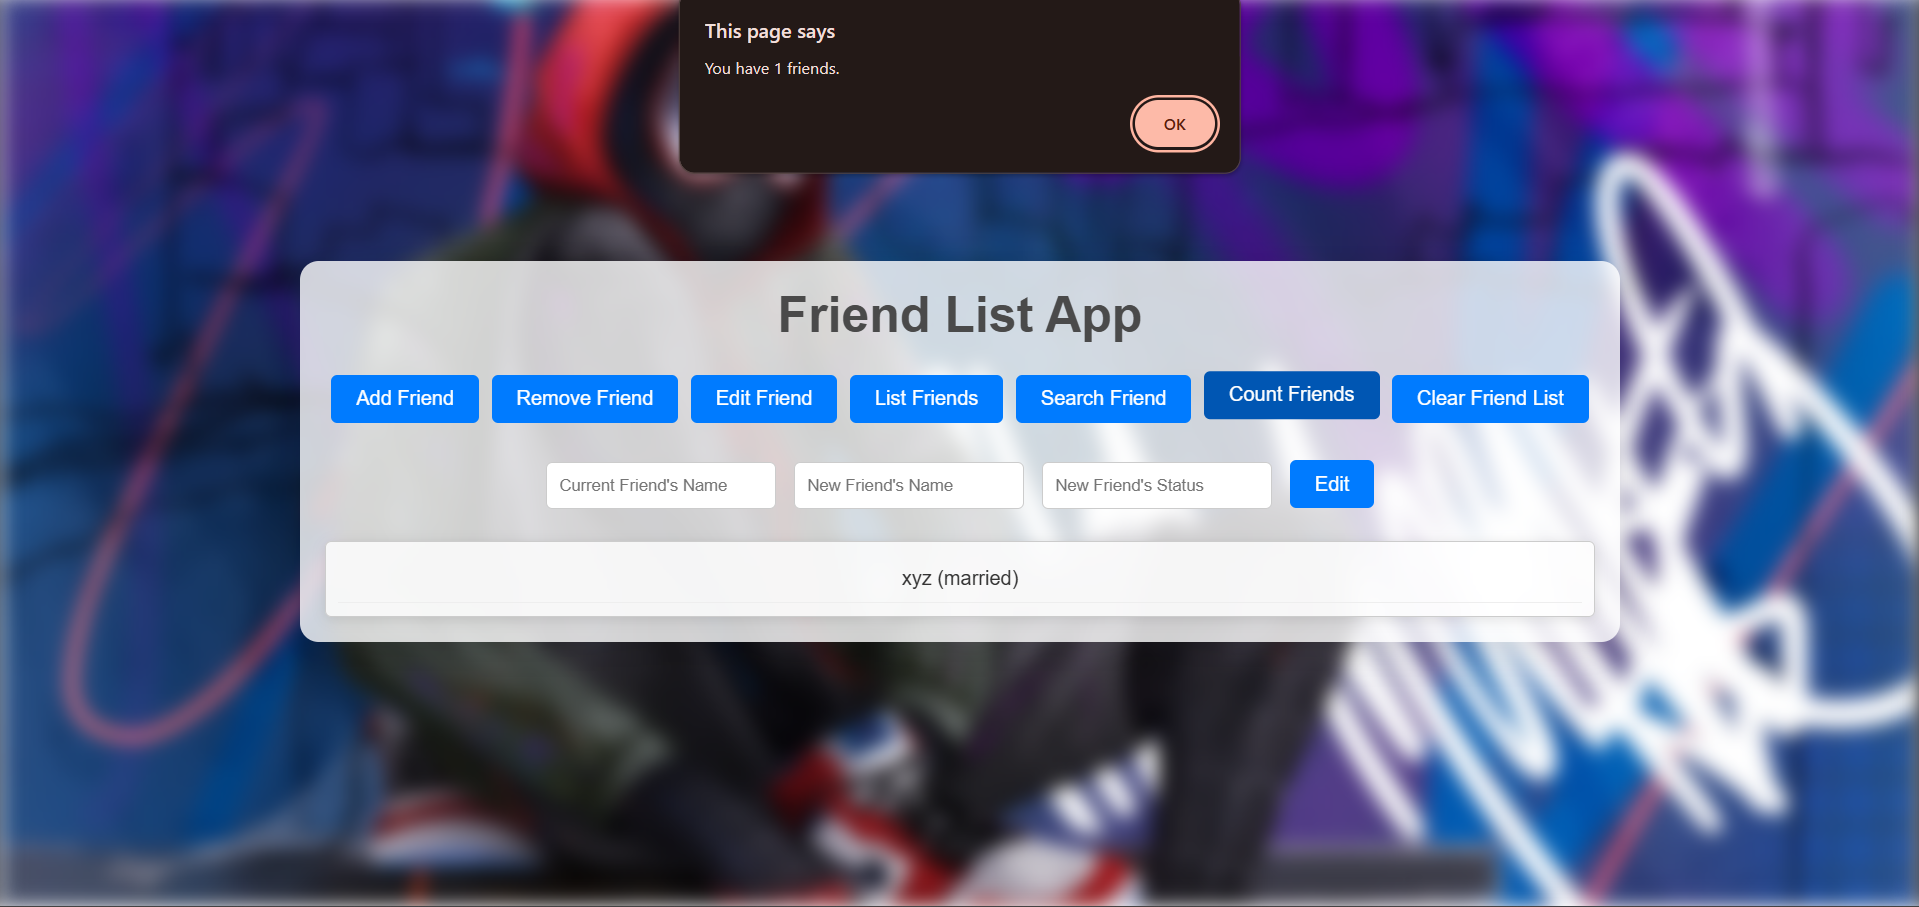 This page says
You have 1 friends.
OK
Friend List App
Add Friend Remove Friend Edit Friend List Friends Search Friend Count Friends Clear Friend List
Current Friend's Name New Friend's Name New Friend's Status Edit
xyz (married)